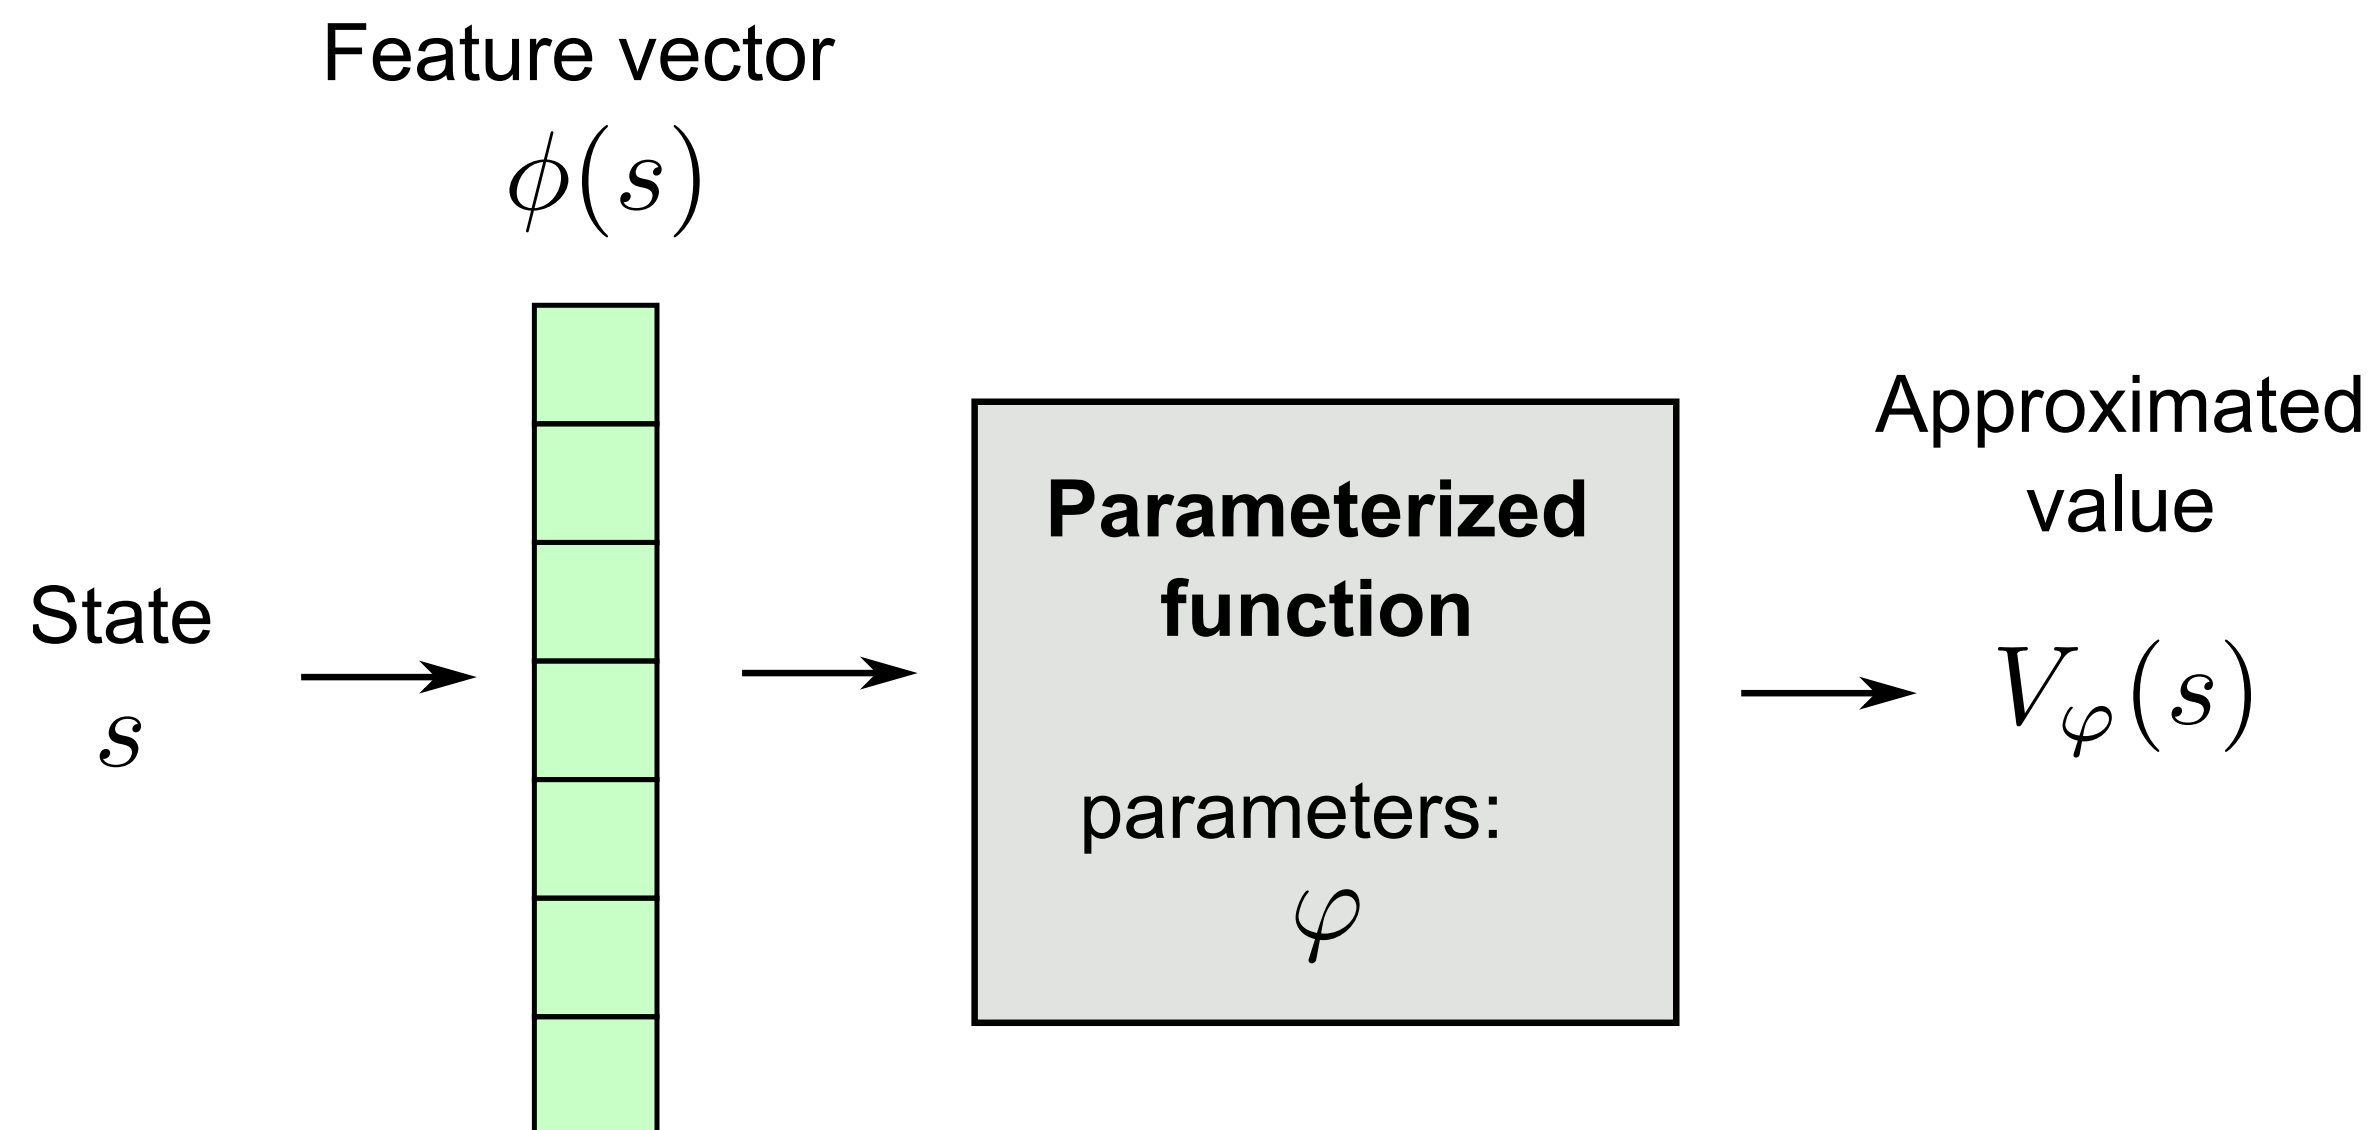 Feature vector
ϕ(s)
State
s
Parameterized
function
parameters:
φ
Approximated
value
V_φ(s)